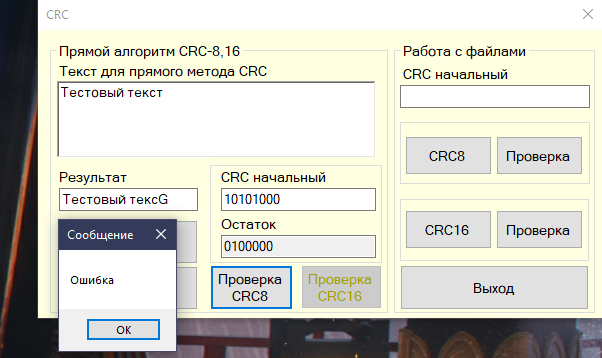 CRC
Прямой алгоритм CRC-8,16
Текст для прямого метода CRC
Тестовый текст
Результат
Тестовый тексG
CRC начальный
10101000
Остаток
0100000
Проверка
CRC8
Проверка
CRC16
Сообщение
Ошибка
OK
Работа с файлами
CRC начальный
CRC8
Проверка
CRC16
Проверка
Выход